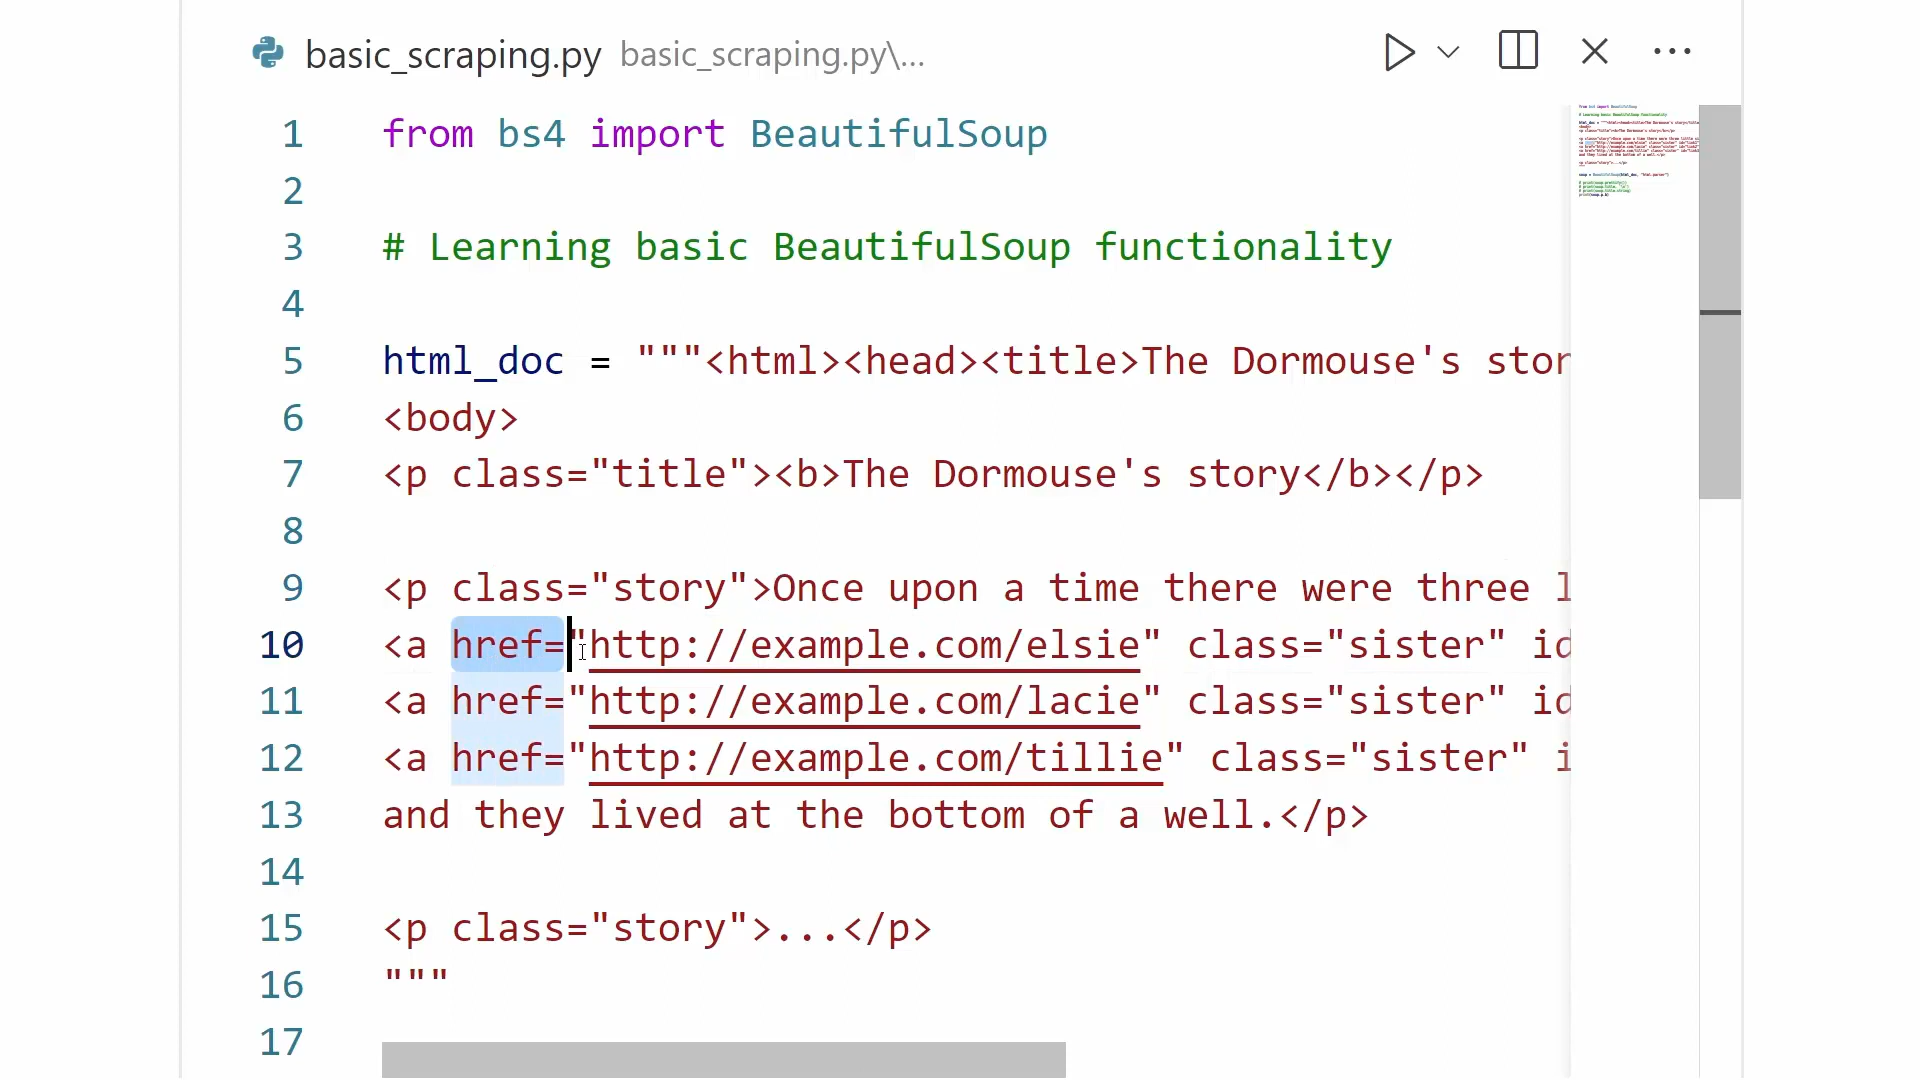 basic_scraping.py basic_scraping.py\...
1 from bs4 import BeautifulSoup
2
3 # Learning basic BeautifulSoup functionality
4
5 html_doc = """<html><head><title>The Dormouse's stor
6 <body>
7 <p class="title"><b>The Dormouse's story</b></p>
8
9 <p class="story">Once upon a time there were three l
10 <a href="http://example.com/elsie" class="sister" id
11 <a href="http://example.com/lacie" class="sister" id
12 <a href="http://example.com/tillie" class="sister" i
13 and they lived at the bottom of a well.</p>
14
15 <p class="story">...</p>
16 """
17